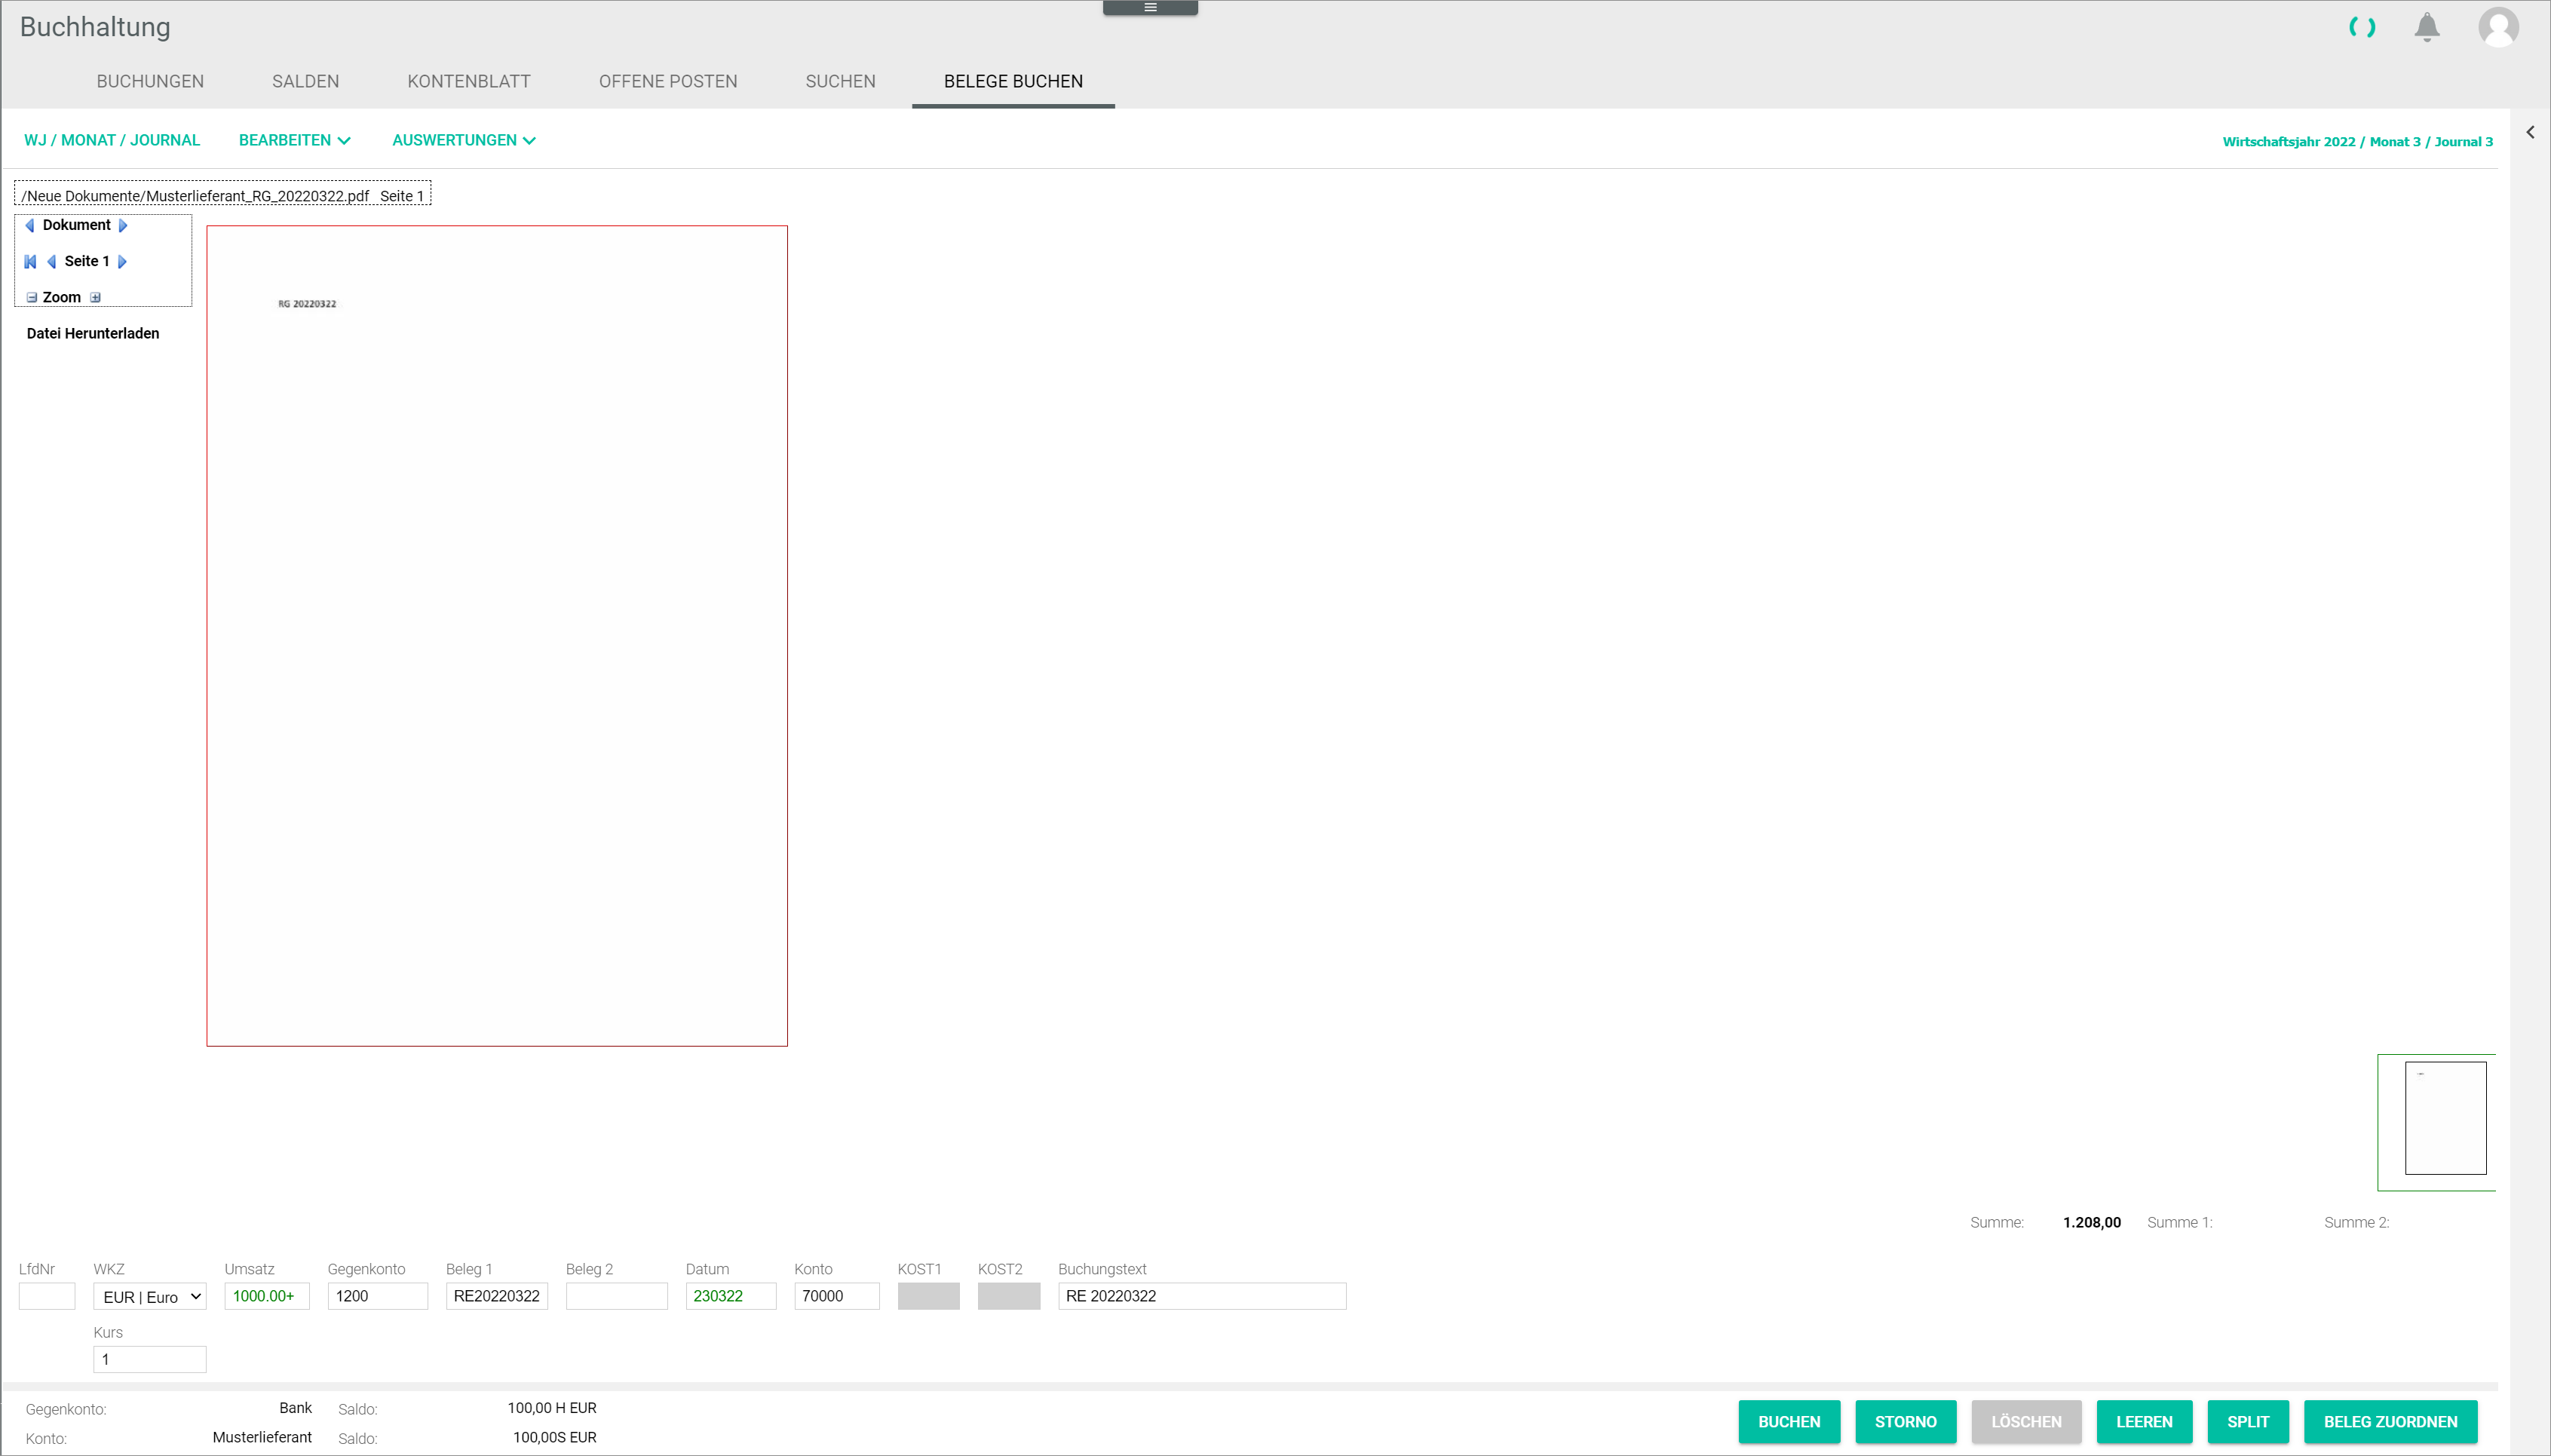 Buchhaltung
BUCHUNGEN SALDEN KONTENBLATT OFFENE POSTEN SUCHEN BELEGE BUCHEN
WJ / MONAT / JOURNAL BEARBEITEN AUSWERTUNGEN Wirtschaftsjahr 2022 / Monat 3 / Journal 3
/Neue Dokumente/Musterlieferant_RG_20220322.pdf Seite 1
Dokument
Seite 1
Zoom
Datei Herunterladen
RG 20220322
Summe: 1.208,00 Summe 1: Summe 2:
LfdNr WKZ Umsatz Gegenkonto Beleg 1 Beleg 2 Datum Konto KOST1 KOST2 Buchungstext
EUR | Euro 1000.00+ 1200 RE20220322 230322 70000 RE 20220322
Kurs
1
Gegenkonto: Bank Saldo: 100,00 H EUR
Konto: Musterlieferant Saldo: 100,00S EUR
BUCHEN STORNO LÖSCHEN LEEREN SPLIT BELEG ZUORDNEN